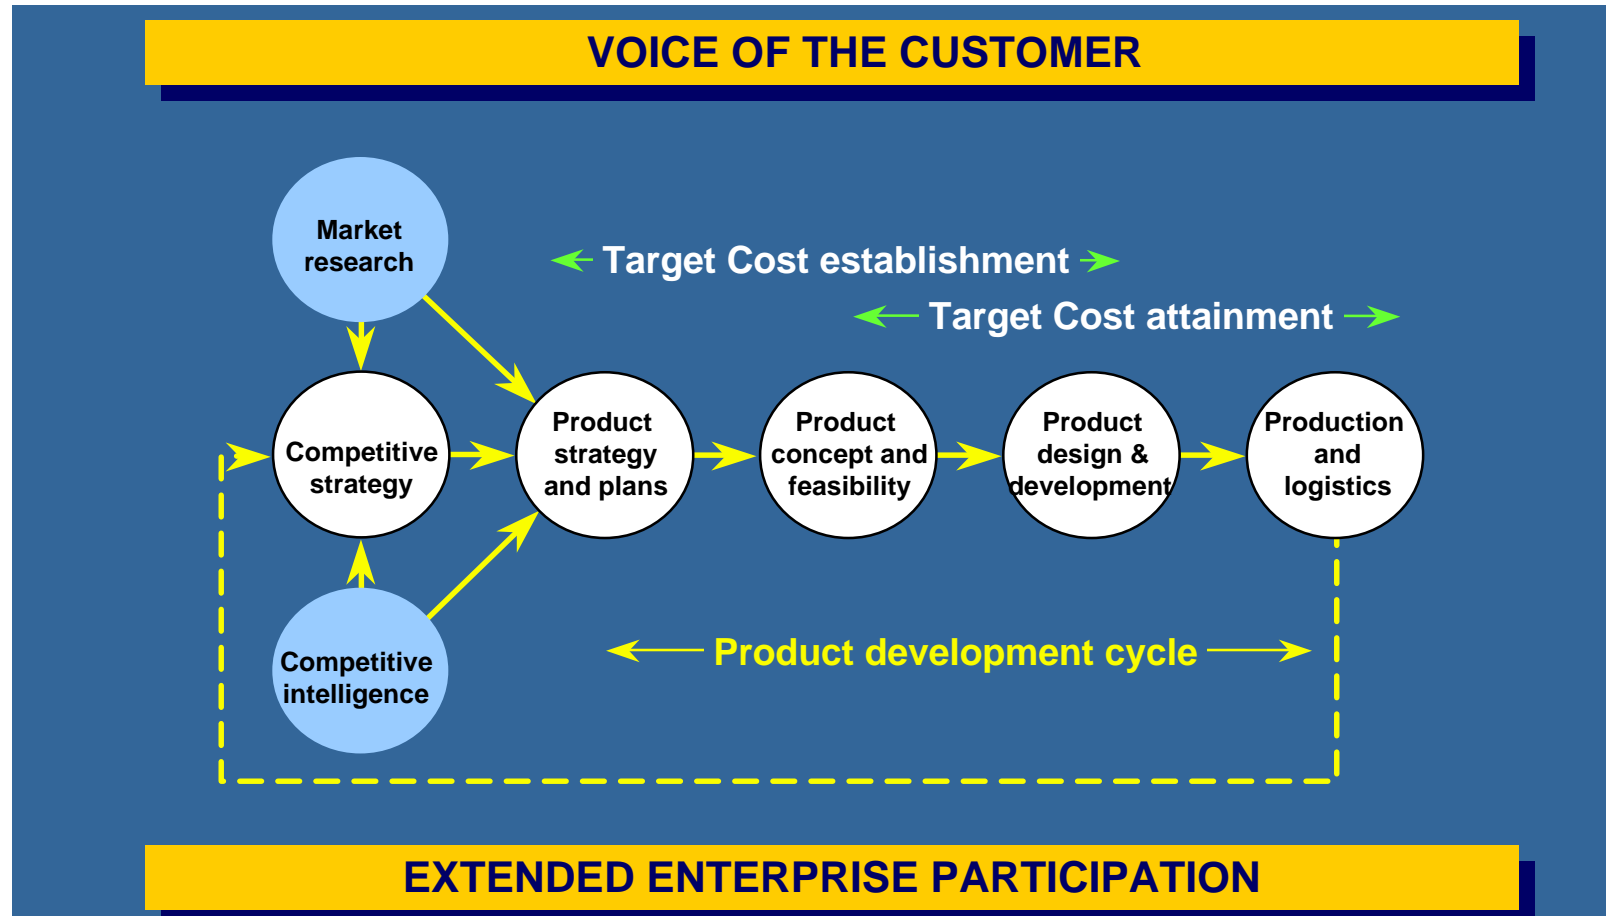 VOICE OF THE CUSTOMER
Market
research
Target Cost establishment
Target Cost attainment
Competitive
strategy
Product
strategy
and plans
Product
concept and
feasibility
Product
design &
development
Production
and
logistics
Competitive
intelligence
Product development cycle
EXTENDED ENTERPRISE PARTICIPATION